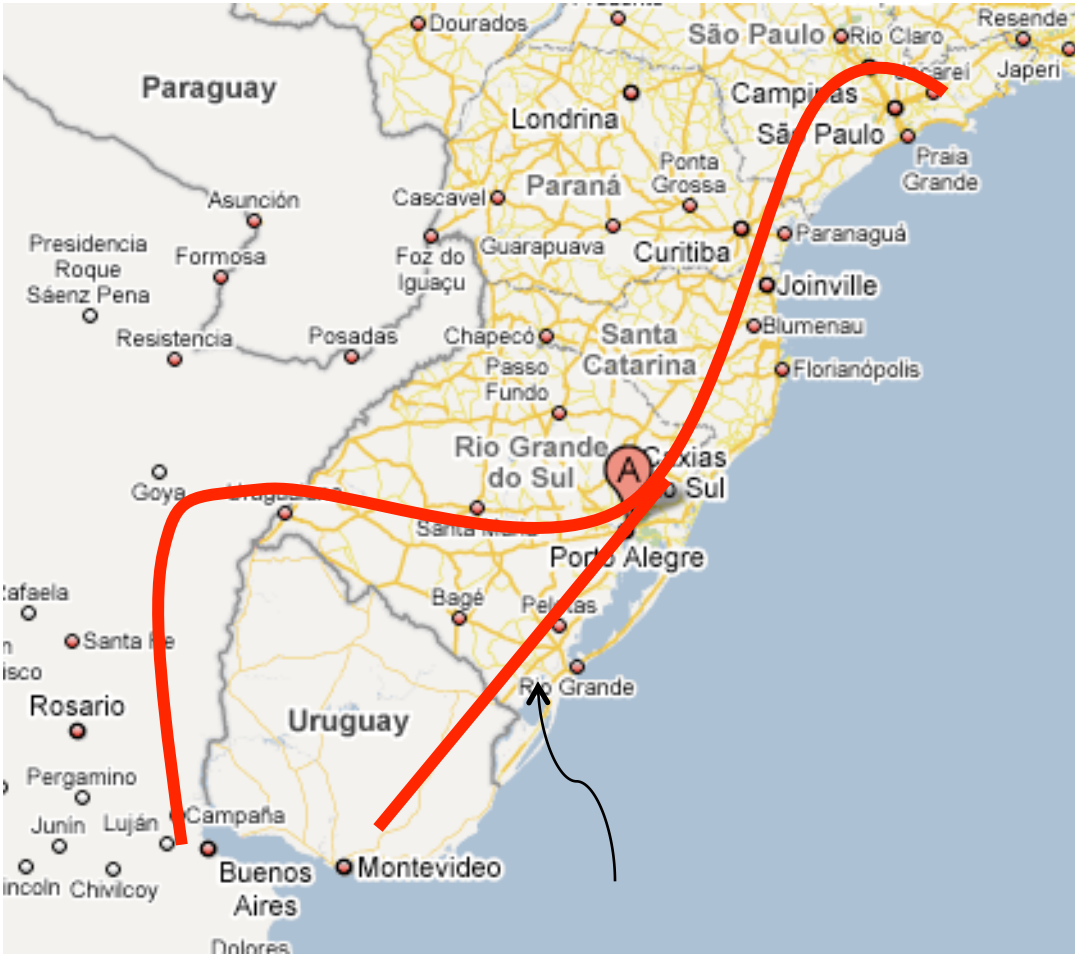 Dourados
São Paulo
Rio Claro
Resende
Paraguay
Japeri
Campinas
Londrina
São Paulo
Praia
Grande
Ponta
Grossa
Asunción
Cascavel
Paraná
Presidencia
Roque
Sáenz Pena
Formosa
Foz do
Iguaçu
Guarapuava
Curitiba
Paranaguá
Joinville
Resistencia
Posadas
Chapecó
Santa
Catarina
Blumenau
Passo
Fundo
Florianópolis
Rio Grande
do Sul
A
Caxias
do Sul
Goya
Uruguaiana
Santa Maria
Porto Alegre
Bagé
Pelotas
Santa Fe
Rio Grande
Rosario
Uruguay
Pergamino
Campaña
Junin
Luján
Buenos
Aires
Montevideo
Chivilcoy
Dolores